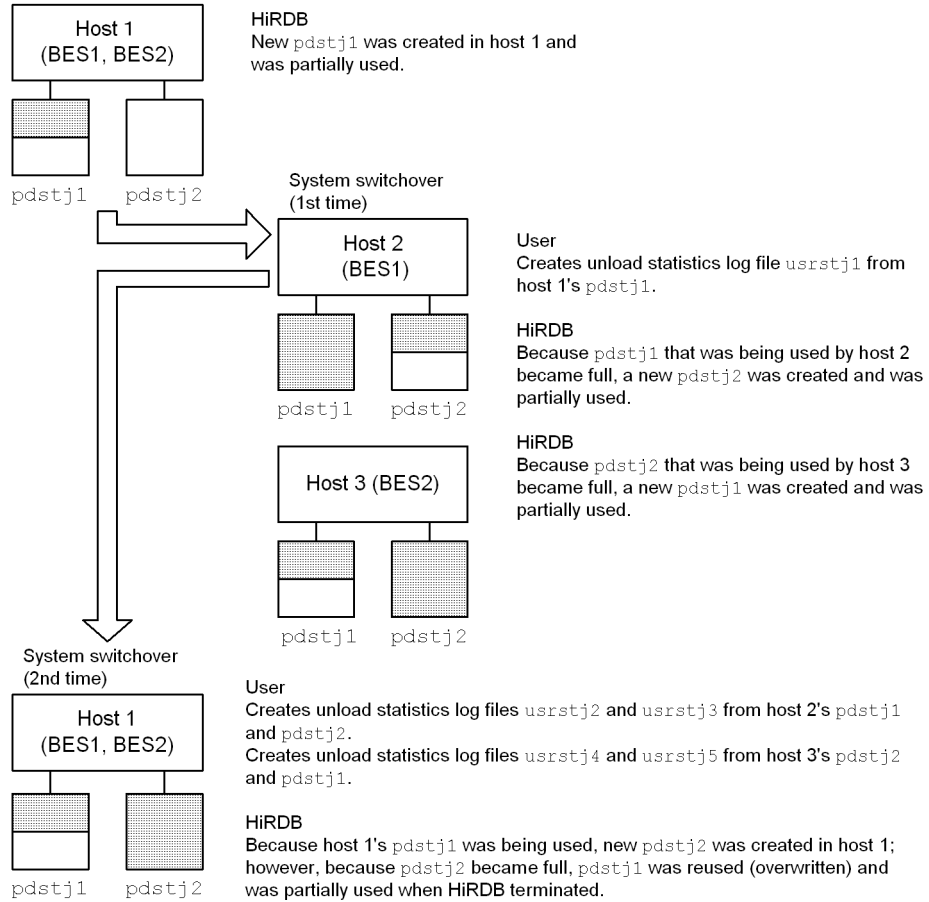 Host 1
(BES1, BES2)
pdstj1
pdstj2
HiRDB
New pdstj1 was created in host 1 and
was partially used.
System switchover
(1st time)
Host 2
(BES1)
pdstj1
pdstj2
User
Creates unload statistics log file usrstj1 from
host 1's pdstj1.
HiRDB
Because pdstj1 that was being used by host 2
became full, a new pdstj2 was created and was
partially used.
Host 3 (BES2)
pdstj1
pdstj2
HiRDB
Because pdstj2 that was being used by host 3
became full, a new pdstj1 was created and was
partially used.
System switchover
(2nd time)
Host 1
(BES1, BES2)
pdstj1
pdstj2
User
Creates unload statistics log files usrstj2 and usrstj3 from host 2's pdstj1
and pdstj2.
Creates unload statistics log files usrstj4 and usrstj5 from host 3's pdstj2
and pdstj1.
HiRDB
Because host 1's pdstj1 was being used, new pdstj2 was created in host 1;
however, because pdstj2 became full, pdstj1 was reused (overwritten) and
was partially used when HiRDB terminated.